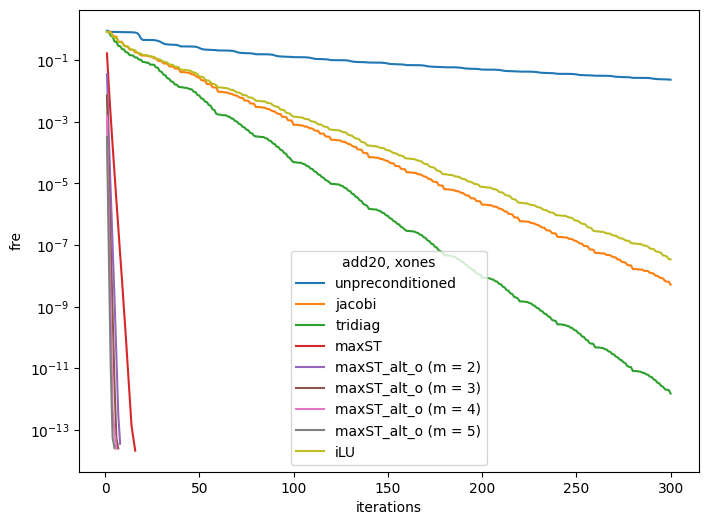 10⁻¹
10⁻³
10⁻⁵
10⁻⁷
10⁻⁹
10⁻¹¹
10⁻¹³
fre
add20, xones
unpreconditioned
jacobi
tridiag
maxST
maxST_alt_o (m = 2)
maxST_alt_o (m = 3)
maxST_alt_o (m = 4)
maxST_alt_o (m = 5)
iLU
0 50 100 150 200 250 300
iterations